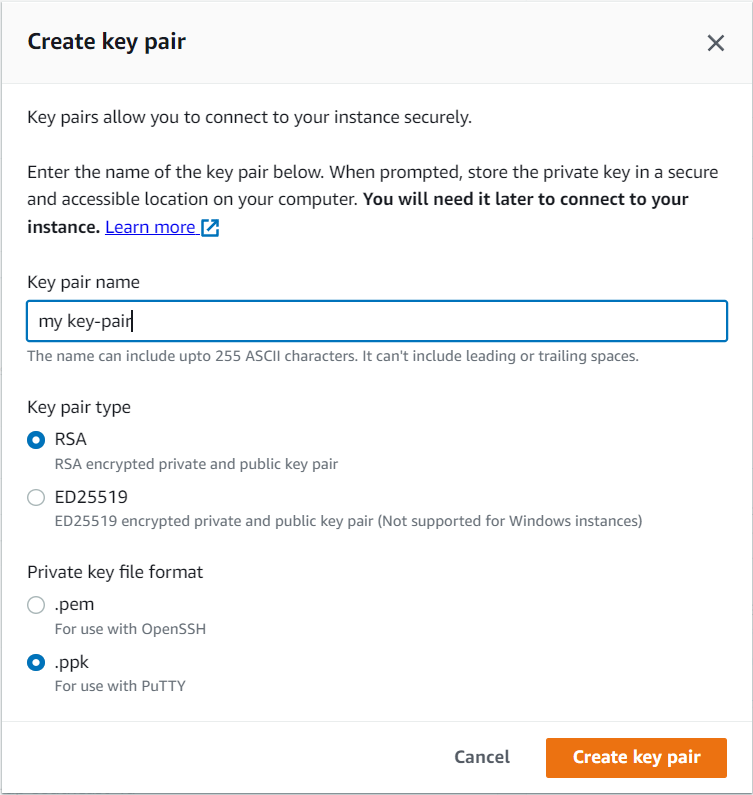 Create key pair
Key pairs allow you to connect to your instance securely.
Enter the name of the key pair below. When prompted, store the private key in a secure
and accessible location on your computer. You will need it later to connect to your
instance. Learn more
Key pair name
my key-pair
The name can include upto 255 ASCII characters. It can't include leading or trailing spaces.
Key pair type
RSA
RSA encrypted private and public key pair
ED25519
ED25519 encrypted private and public key pair (Not supported for Windows instances)
Private key file format
.pem
For use with OpenSSH
.ppk
For use with PuTTY
Cancel
Create key pair